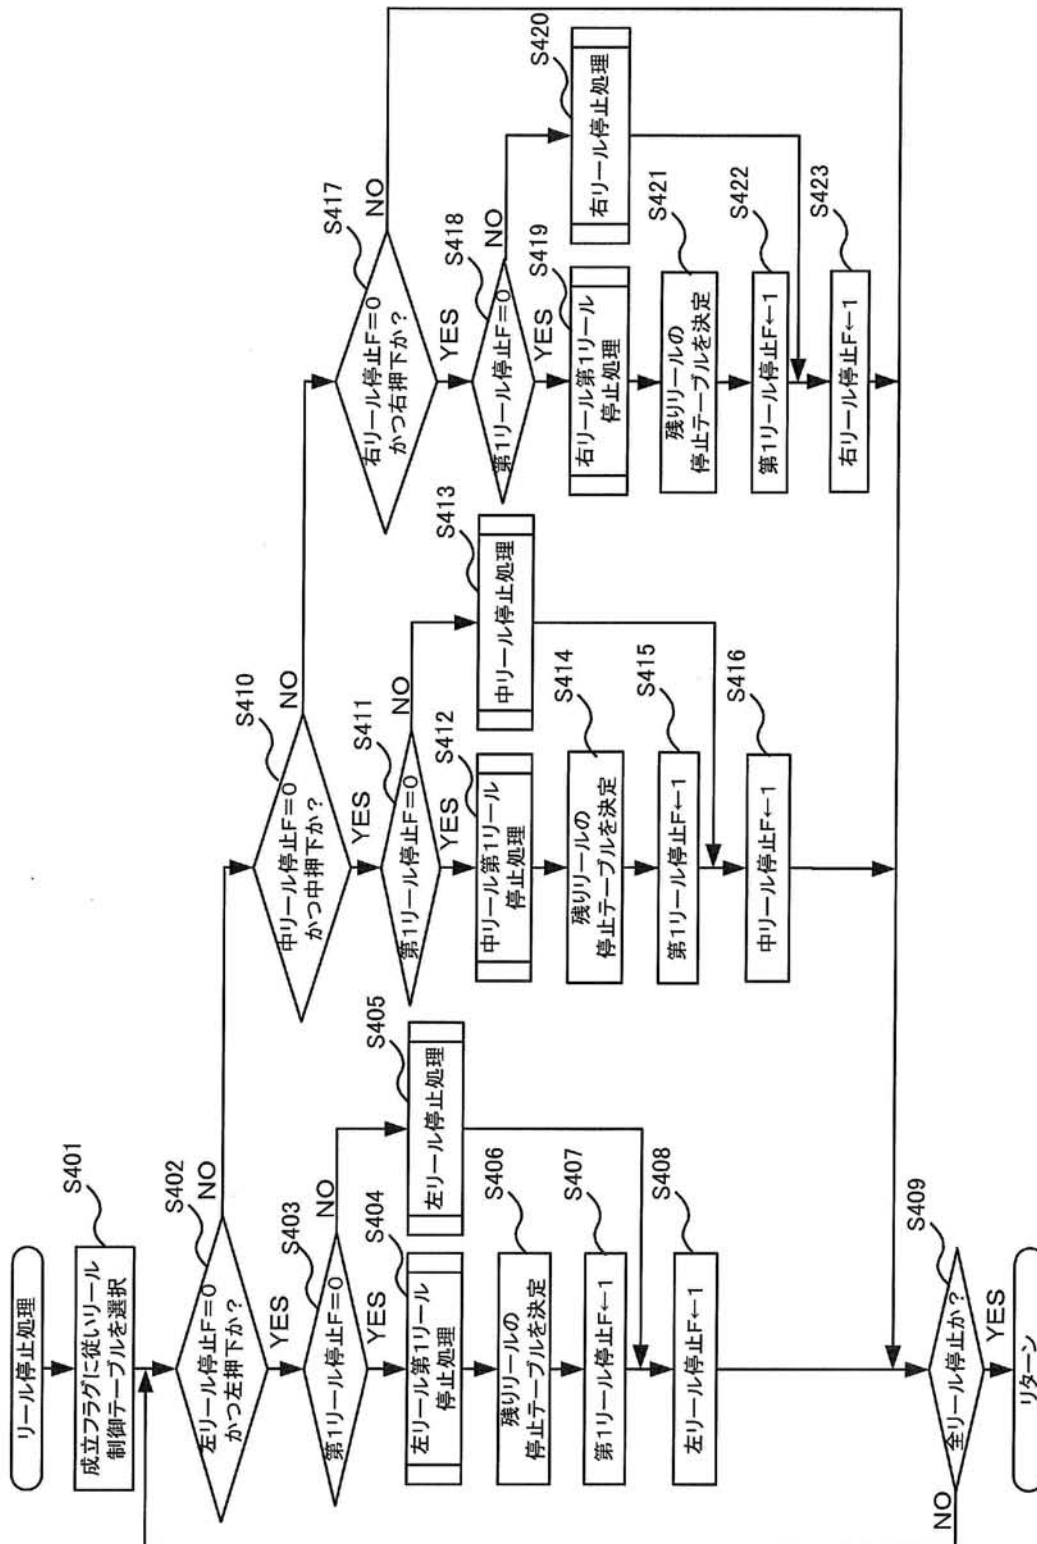 リール停止処理
S401
成立フラグに従いリール
制御テーブルを選択
S402
左リール停止F=0
かつ左押下か?
NO
YES
S403
第1リール停止F=0
NO
YES
S404
左リール第1リール
停止処理
S405
左リール停止処理
S406
残りリールの
停止テーブルを決定
S407
第1リール停止F←1
S408
左リール停止F←1
S409
全リール停止か?
NO
YES
リターン
S410
中リール停止F=0
かつ中押下か?
NO
YES
S411
第1リール停止F=0
NO
YES
S412
中リール第1リール
停止処理
S413
中リール停止処理
S414
残りリールの
停止テーブルを決定
S415
第1リール停止F←1
S416
中リール停止F←1
S417
右リール停止F=0
かつ右押下か?
NO
YES
S418
第1リール停止F=0
NO
YES
S419
右リール第1リール
停止処理
S420
右リール停止処理
S421
残りリールの
停止テーブルを決定
S422
第1リール停止F←1
S423
右リール停止F←1